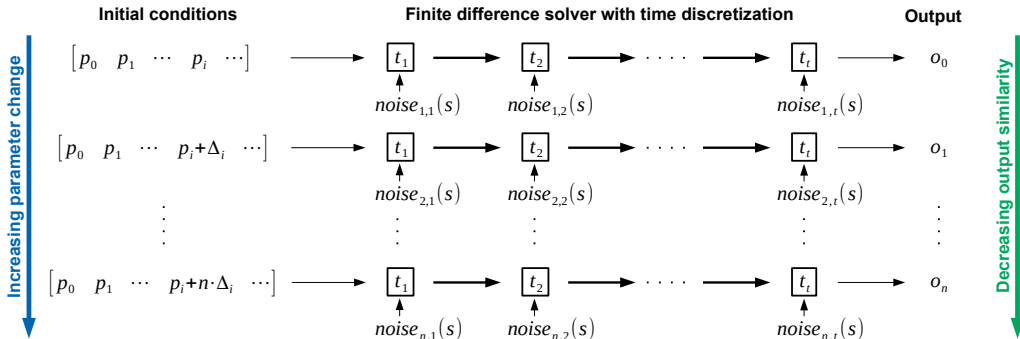 Initial conditions Finite difference solver with time discretization Output
Increasing parameter change
[p₀ p₁ ⋯ pᵢ ⋯] t₁ t₂ · · · · tₜ o₀
noise₁,₁(s) noise₁,₂(s) noise₁,ₜ(s)
[p₀ p₁ ⋯ pᵢ+Δᵢ ⋯] t₁ t₂ · · · · tₜ o₁
noise₂,₁(s) noise₂,₂(s) noise₂,ₜ(s)
[p₀ p₁ ⋯ pᵢ+n·Δᵢ ⋯] t₁ t₂ · · · · tₜ oₙ
noiseₙ,₁(s) noiseₙ,₂(s) noiseₙ,ₜ(s)
Decreasing output similarity